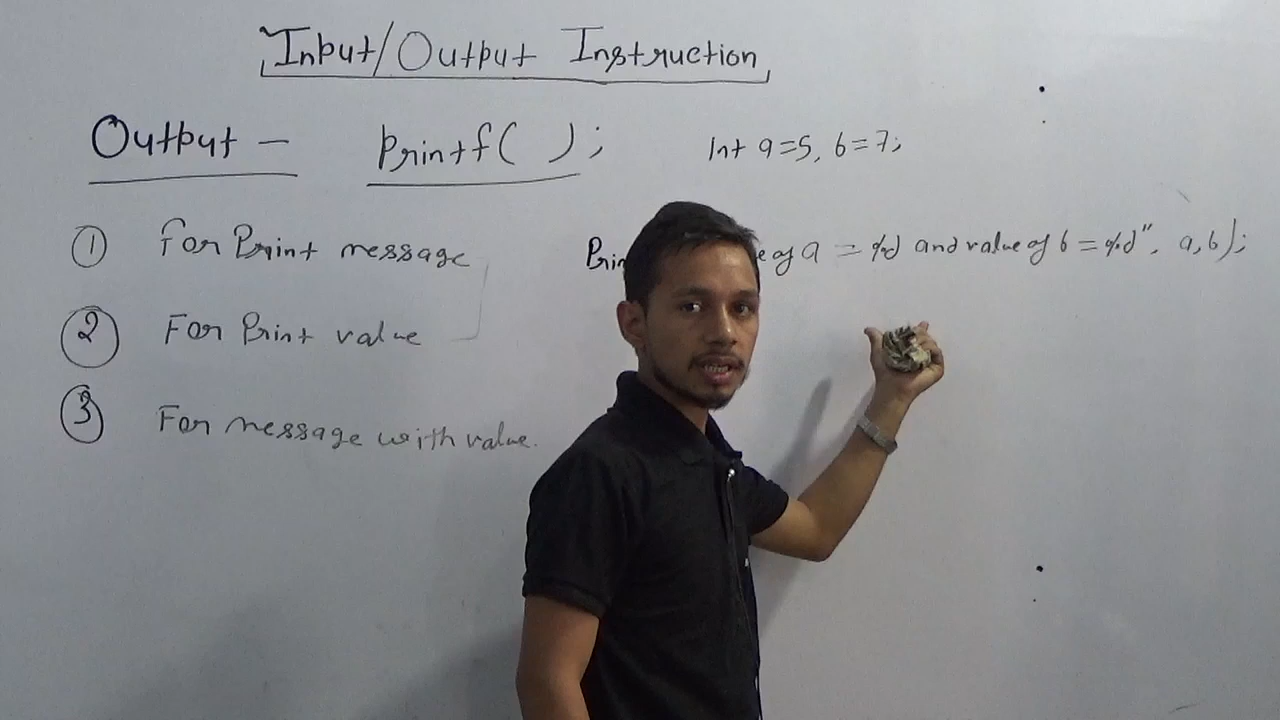 Input/Output Instruction
Output - Printf( );
Int a=5, b=7;
① For Print message
Prin e of a = %d and value of b = %d", a,b);
② For Print value
③ For message with value.